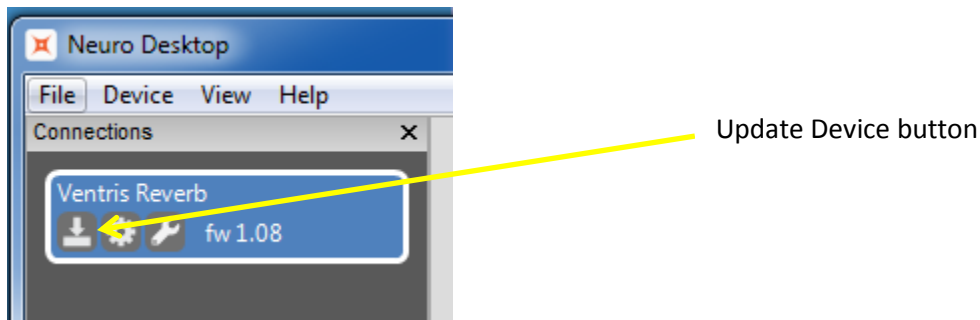 Neuro Desktop
File Device View Help
Connections
Update Device button
Ventris Reverb
fw 1.08